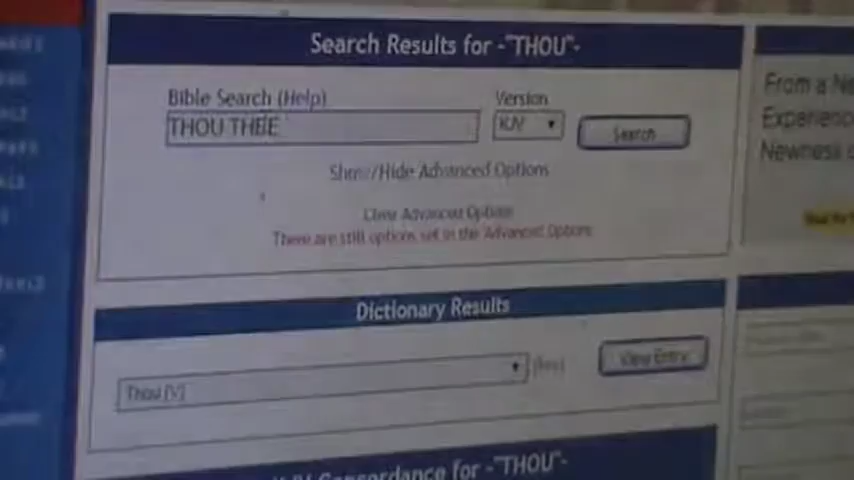 Search Results for -"THOU"-
Bible Search (Help)
Version
THOU THEE
KJV
Search
Show/Hide Advanced Options
Clear Advanced Options
There are still options set in the Advanced Options
Dictionary Results
Thou [V]
View Entry
Concordance for -"THOU"-
From a Ne
Experienc
Newness o